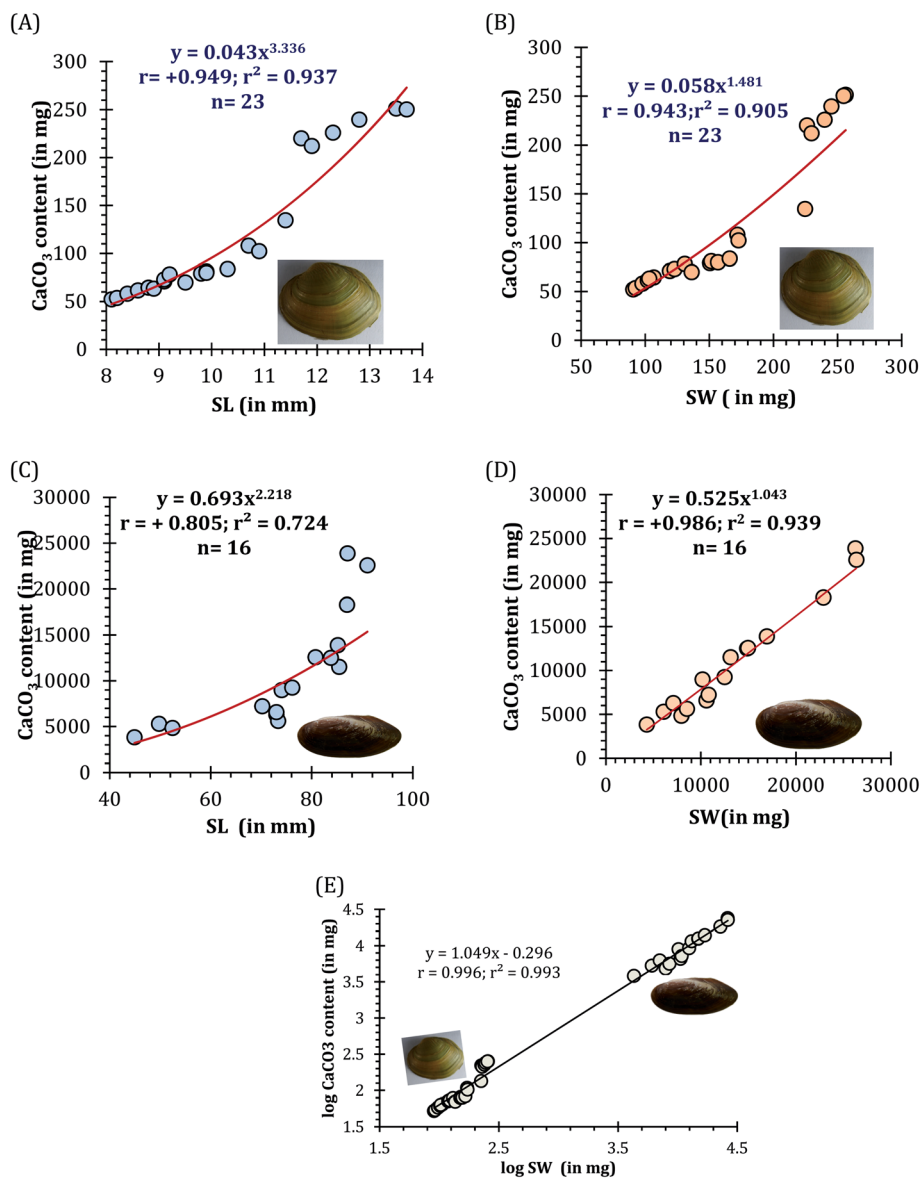 (A)
y = 0.043x^3.336
r= +0.949; r² = 0.937
n= 23
CaCO₃ content (in mg)
300
250
200
150
100
50
0
8 9 10 11 12 13 14
SL (in mm)
(B)
y = 0.058x^1.481
r = 0.943;r² = 0.905
n= 23
CaCO₃ content (in mg)
300
250
200
150
100
50
0
50 100 150 200 250 300
SW ( in mg)
(C)
y = 0.693x^2.218
r = + 0.805; r² = 0.724
n= 16
CaCO₃ content (in mg)
30000
25000
20000
15000
10000
5000
0
40 60 80 100
SL (in mm)
(D)
y = 0.525x^1.043
r = +0.986; r² = 0.939
n= 16
CaCO₃ content (in mg)
30000
25000
20000
15000
10000
5000
0
0 10000 20000 30000
SW(in mg)
(E)
y = 1.049x - 0.296
r = 0.996; r² = 0.993
log CaCO3 content (in mg)
4.5
4
3.5
3
2.5
2
1.5
1.5 2.5 3.5 4.5
log SW (in mg)